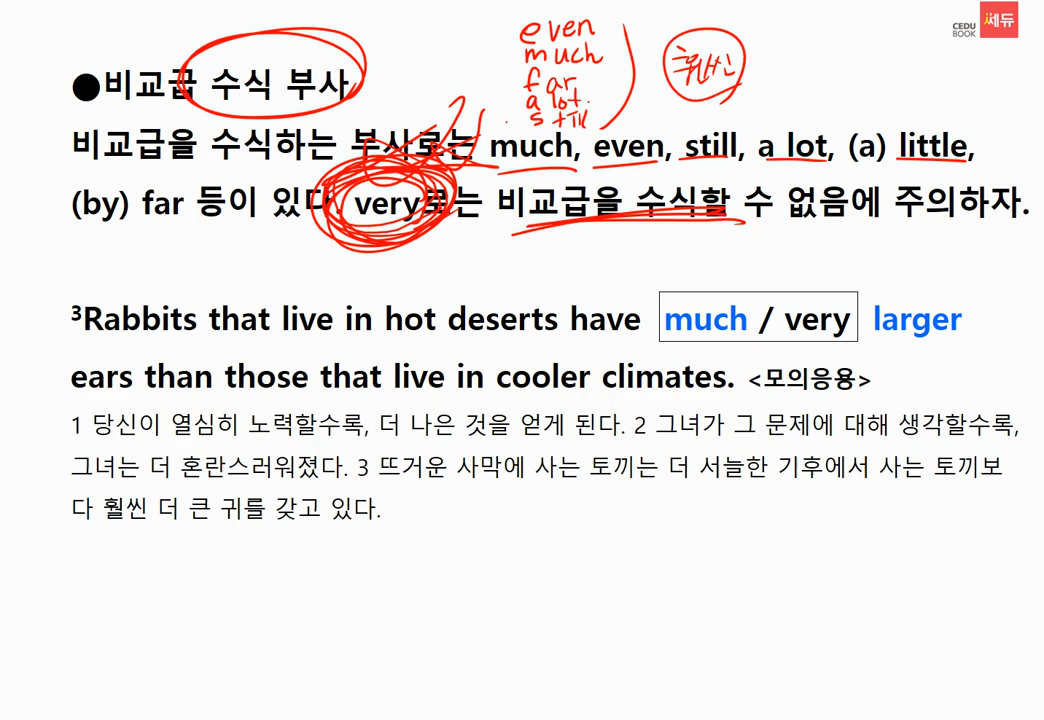 even
much
far
a lot.
still
훨씬
CEDU
BOOK
쎄듀
●비교급 수식 부사
비교급을 수식하는 부사로는 much, even, still, a lot, (a) little,
(by) far 등이 있다. very로는 비교급을 수식할 수 없음에 주의하자.
³Rabbits that live in hot deserts have much / very larger
ears than those that live in cooler climates. <모의응용>
1 당신이 열심히 노력할수록, 더 나은 것을 얻게 된다. 2 그녀가 그 문제에 대해 생각할수록,
그녀는 더 혼란스러워졌다. 3 뜨거운 사막에 사는 토끼는 더 서늘한 기후에서 사는 토끼보
다 훨씬 더 큰 귀를 갖고 있다.